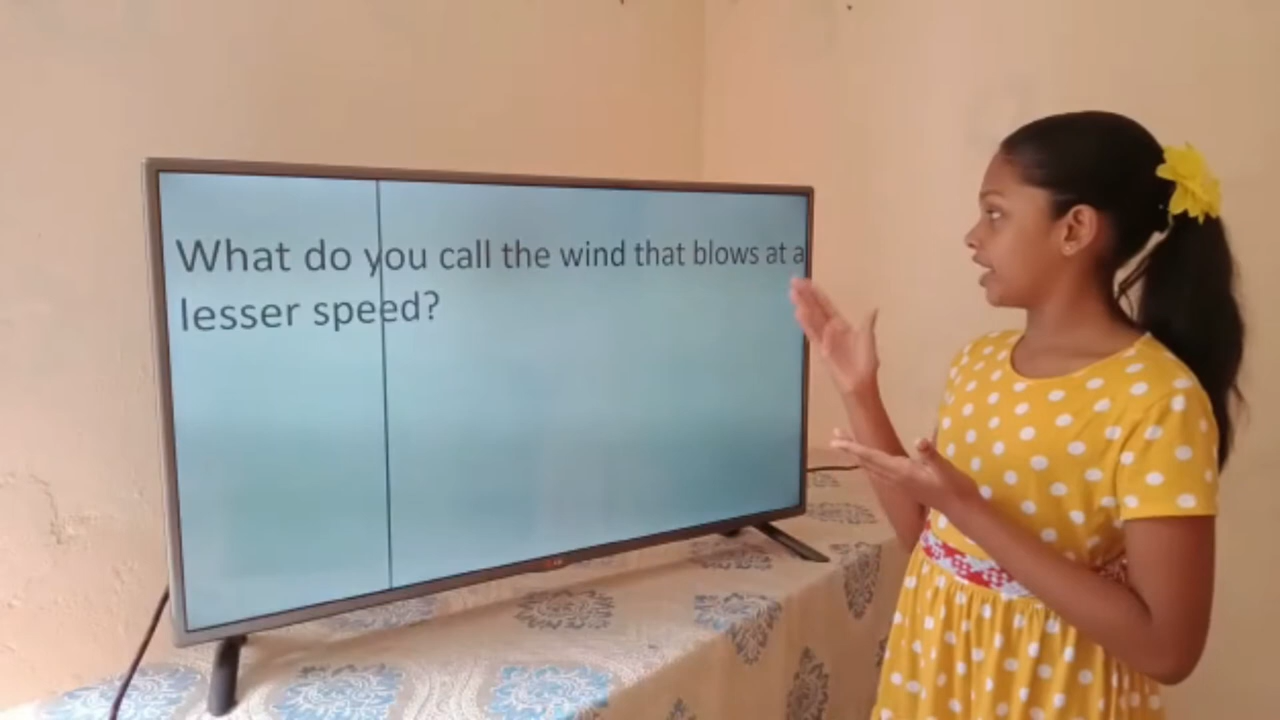 What do you call the wind that blows at a
lesser speed?